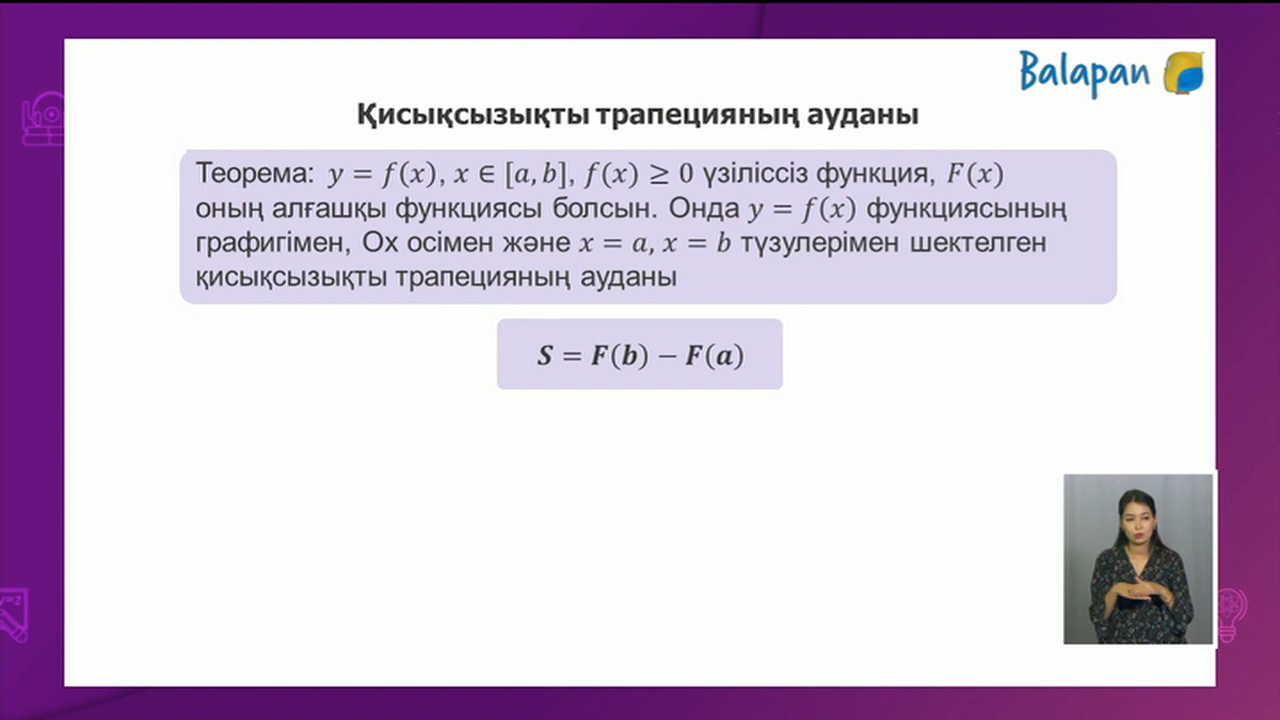 Balapan
Қисықсызықты трапецияның ауданы
Теорема: y = f(x), x ∈ [a, b], f(x) ≥ 0 үзіліссіз функция, F(x)
оның алғашқы функциясы болсын. Онда y = f(x) функциясының
графигімен, Ох осімен және x = a, x = b түзулерімен шектелген
қисықсызықты трапецияның ауданы
S = F(b) − F(a)